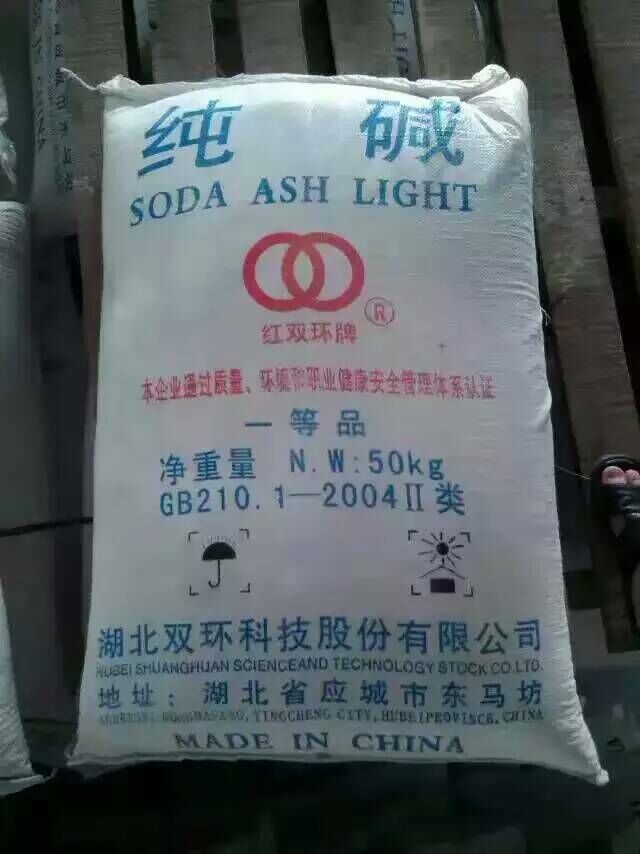 纯 碱
SODA ASH LIGHT
®
红双环牌
本企业通过质量、环境和职业健康安全管理体系认证
一等品
净重量 N.W:50kg
GB210.1—2004Ⅱ类
湖北双环科技股份有限公司
HUBEI SHUANGHUAN SCIENCEAND TECHNOLOGY STOCK CO.LTD.
地址：湖北省应城市东马坊
YINGCHENG CITY, HUBEIPROVINCE, CHINA
MADE IN CHINA